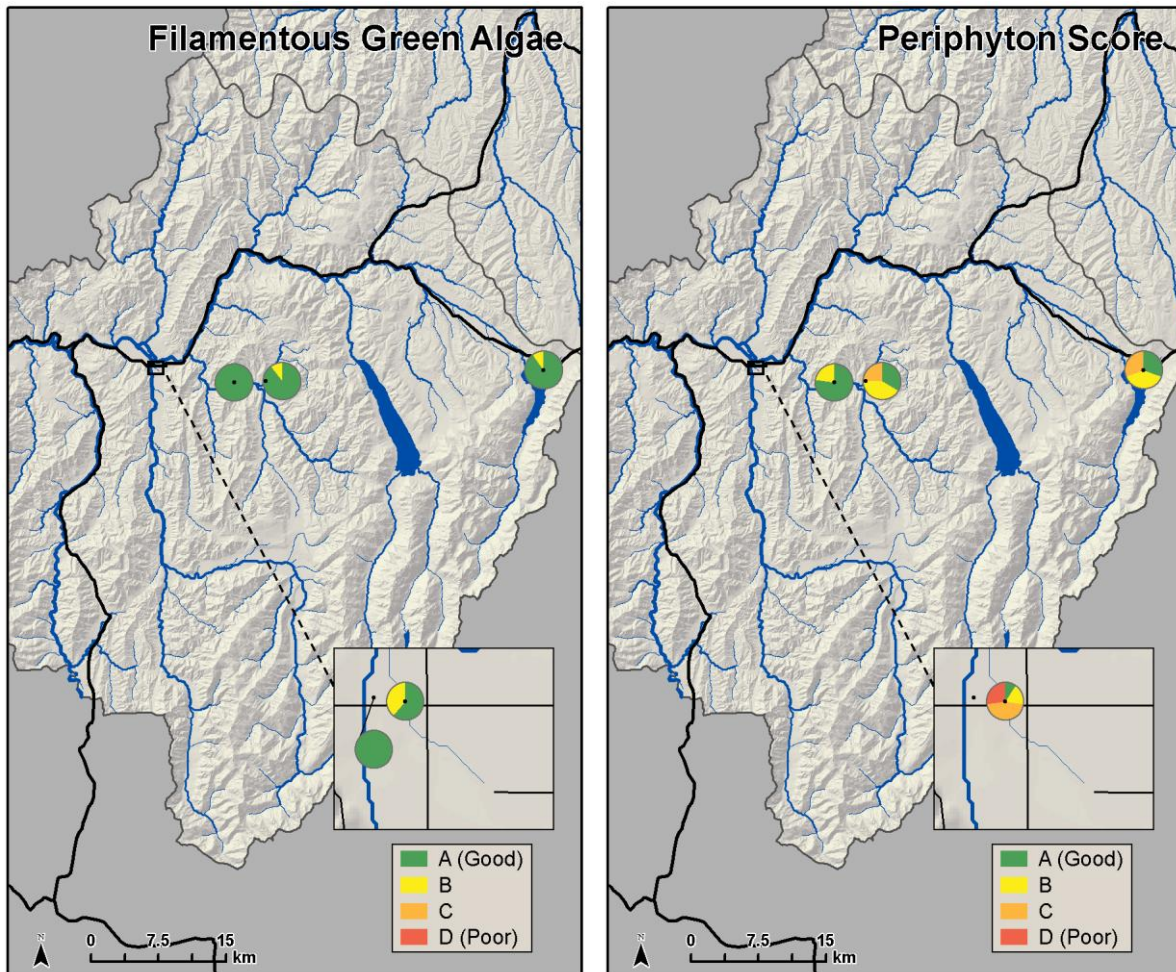 Filamentous Green Algae
A (Good)
B
C
D (Poor)
N
0 7.5 15
km
Periphyton Score
A (Good)
B
C
D (Poor)
N
0 7.5 15
km